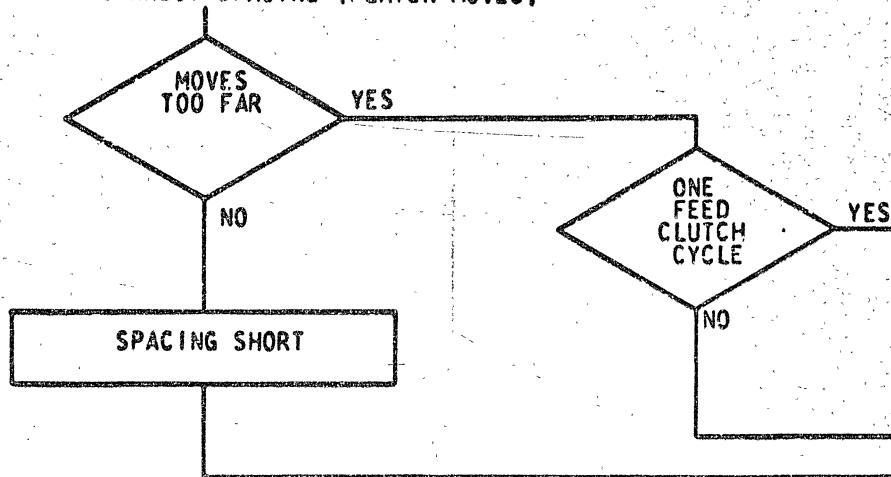 MOVES
TOO FAR
YES
NO
ONE
FEED
CLUTCH
CYCLE
YES
NO
SPACING SHORT